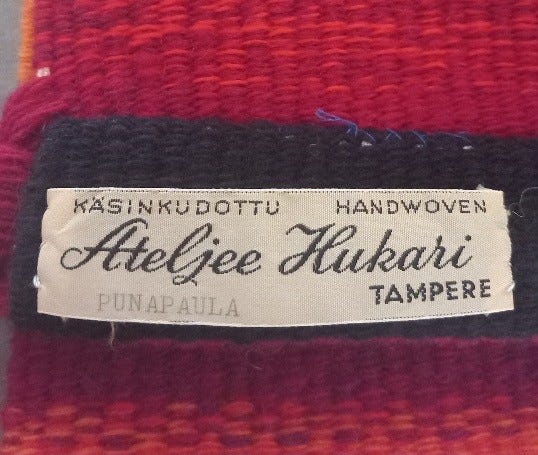 KÄSINKUDOTTU HANDWOVEN
Ateljee Hukari
TAMPERE
PUNAPAULA